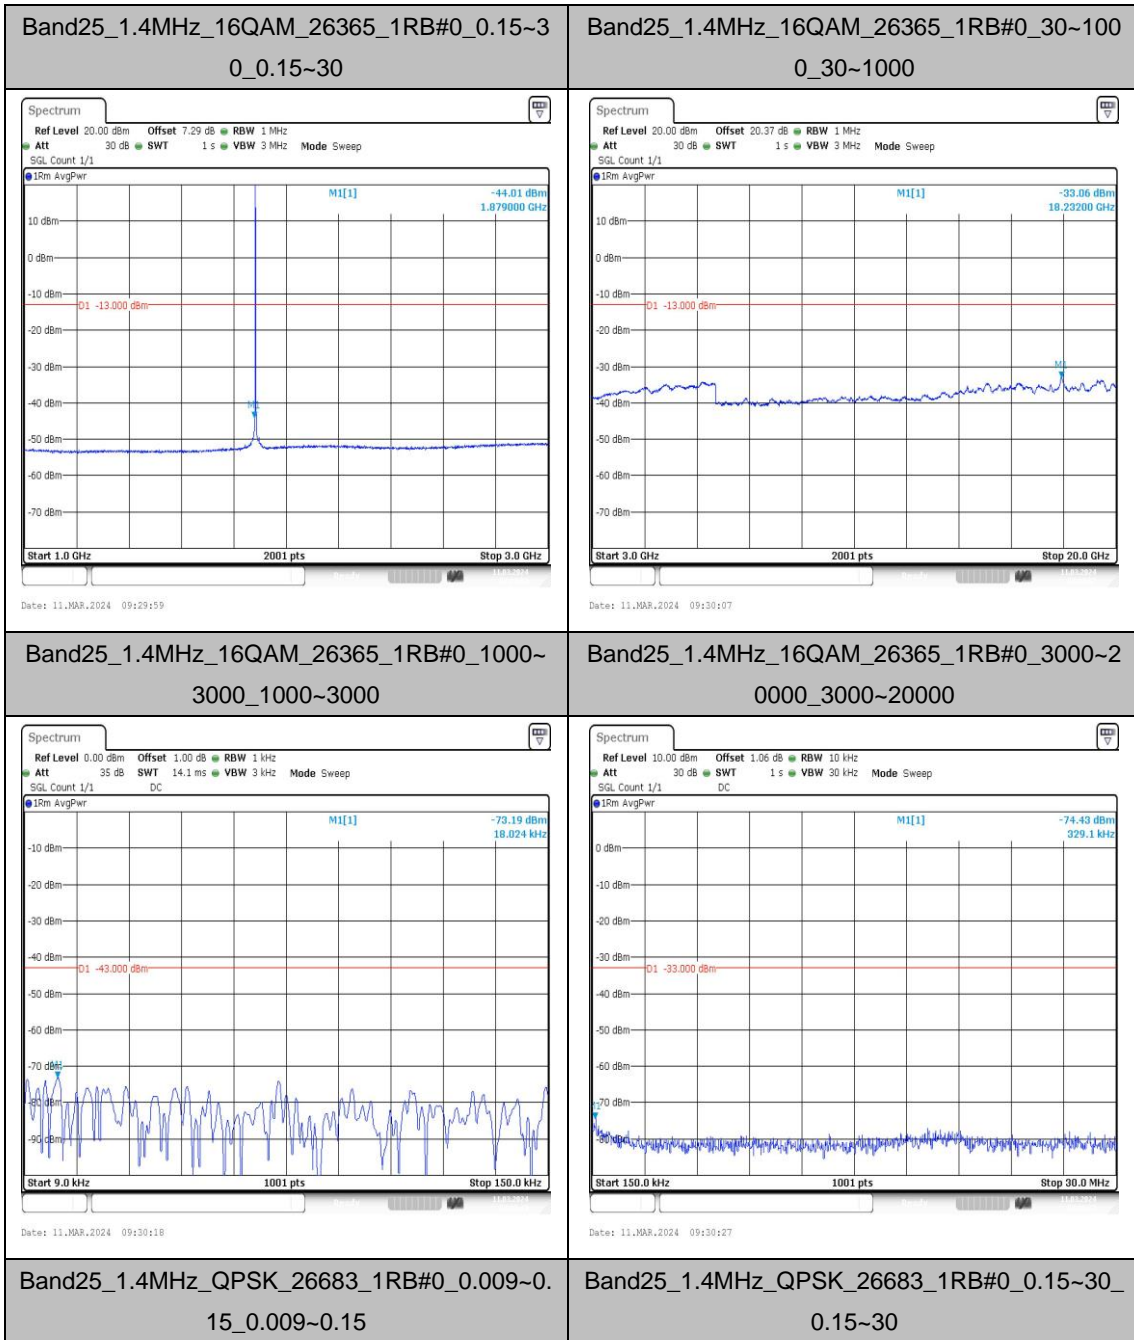 Band25_1.4MHz_16QAM_26365_1RB#0_0.15~3
0_0.15~30
Band25_1.4MHz_16QAM_26365_1RB#0_30~100
0_30~1000
Spectrum
Ref Level 20.00 dBm Offset 7.29 dB RBW 1 MHz
Att 30 dB SWT 1 s VBW 3 MHz Mode Sweep
SGL Count 1/1
1Rm AvgPwr
M1[1] -44.01 dBm
1.879000 GHz
10 dBm
0 dBm
-10 dBm
D1 -13.000 dBm
-20 dBm
-30 dBm
-40 dBm
M1
-50 dBm
-60 dBm
-70 dBm
Start 1.0 GHz 2001 pts Stop 3.0 GHz
Date: 11.MAR.2024 09:29:59
Spectrum
Ref Level 20.00 dBm Offset 20.37 dB RBW 1 MHz
Att 30 dB SWT 1 s VBW 3 MHz Mode Sweep
SGL Count 1/1
1Rm AvgPwr
M1[1] -33.06 dBm
18.23200 GHz
10 dBm
0 dBm
-10 dBm
D1 -13.000 dBm
-20 dBm
-30 dBm
M1
-40 dBm
-50 dBm
-60 dBm
-70 dBm
Start 3.0 GHz 2001 pts Stop 20.0 GHz
Date: 11.MAR.2024 09:30:07
Band25_1.4MHz_16QAM_26365_1RB#0_1000~
3000_1000~3000
Band25_1.4MHz_16QAM_26365_1RB#0_3000~2
0000_3000~20000
Spectrum
Ref Level 0.00 dBm Offset 1.00 dB RBW 1 kHz
Att 35 dB SWT 14.1 ms VBW 3 kHz Mode Sweep
SGL Count 1/1 DC
1Rm AvgPwr
M1[1] -73.19 dBm
18.024 kHz
-10 dBm
-20 dBm
-30 dBm
-40 dBm
D1 -43.000 dBm
-50 dBm
-60 dBm
-70 dBm
-80 dBm
-90 dBm
Start 9.0 kHz 1001 pts Stop 150.0 kHz
Date: 11.MAR.2024 09:30:18
Spectrum
Ref Level 10.00 dBm Offset 1.06 dB RBW 10 kHz
Att 30 dB SWT 1 s VBW 30 kHz Mode Sweep
SGL Count 1/1 DC
1Rm AvgPwr
M1[1] -74.43 dBm
329.1 kHz
0 dBm
-10 dBm
-20 dBm
-30 dBm
D1 -33.000 dBm
-40 dBm
-50 dBm
-60 dBm
-70 dBm
-80 dBm
Start 150.0 kHz 1001 pts Stop 30.0 MHz
Date: 11.MAR.2024 09:30:27
Band25_1.4MHz_QPSK_26683_1RB#0_0.009~0.
15_0.009~0.15
Band25_1.4MHz_QPSK_26683_1RB#0_0.15~30_
0.15~30